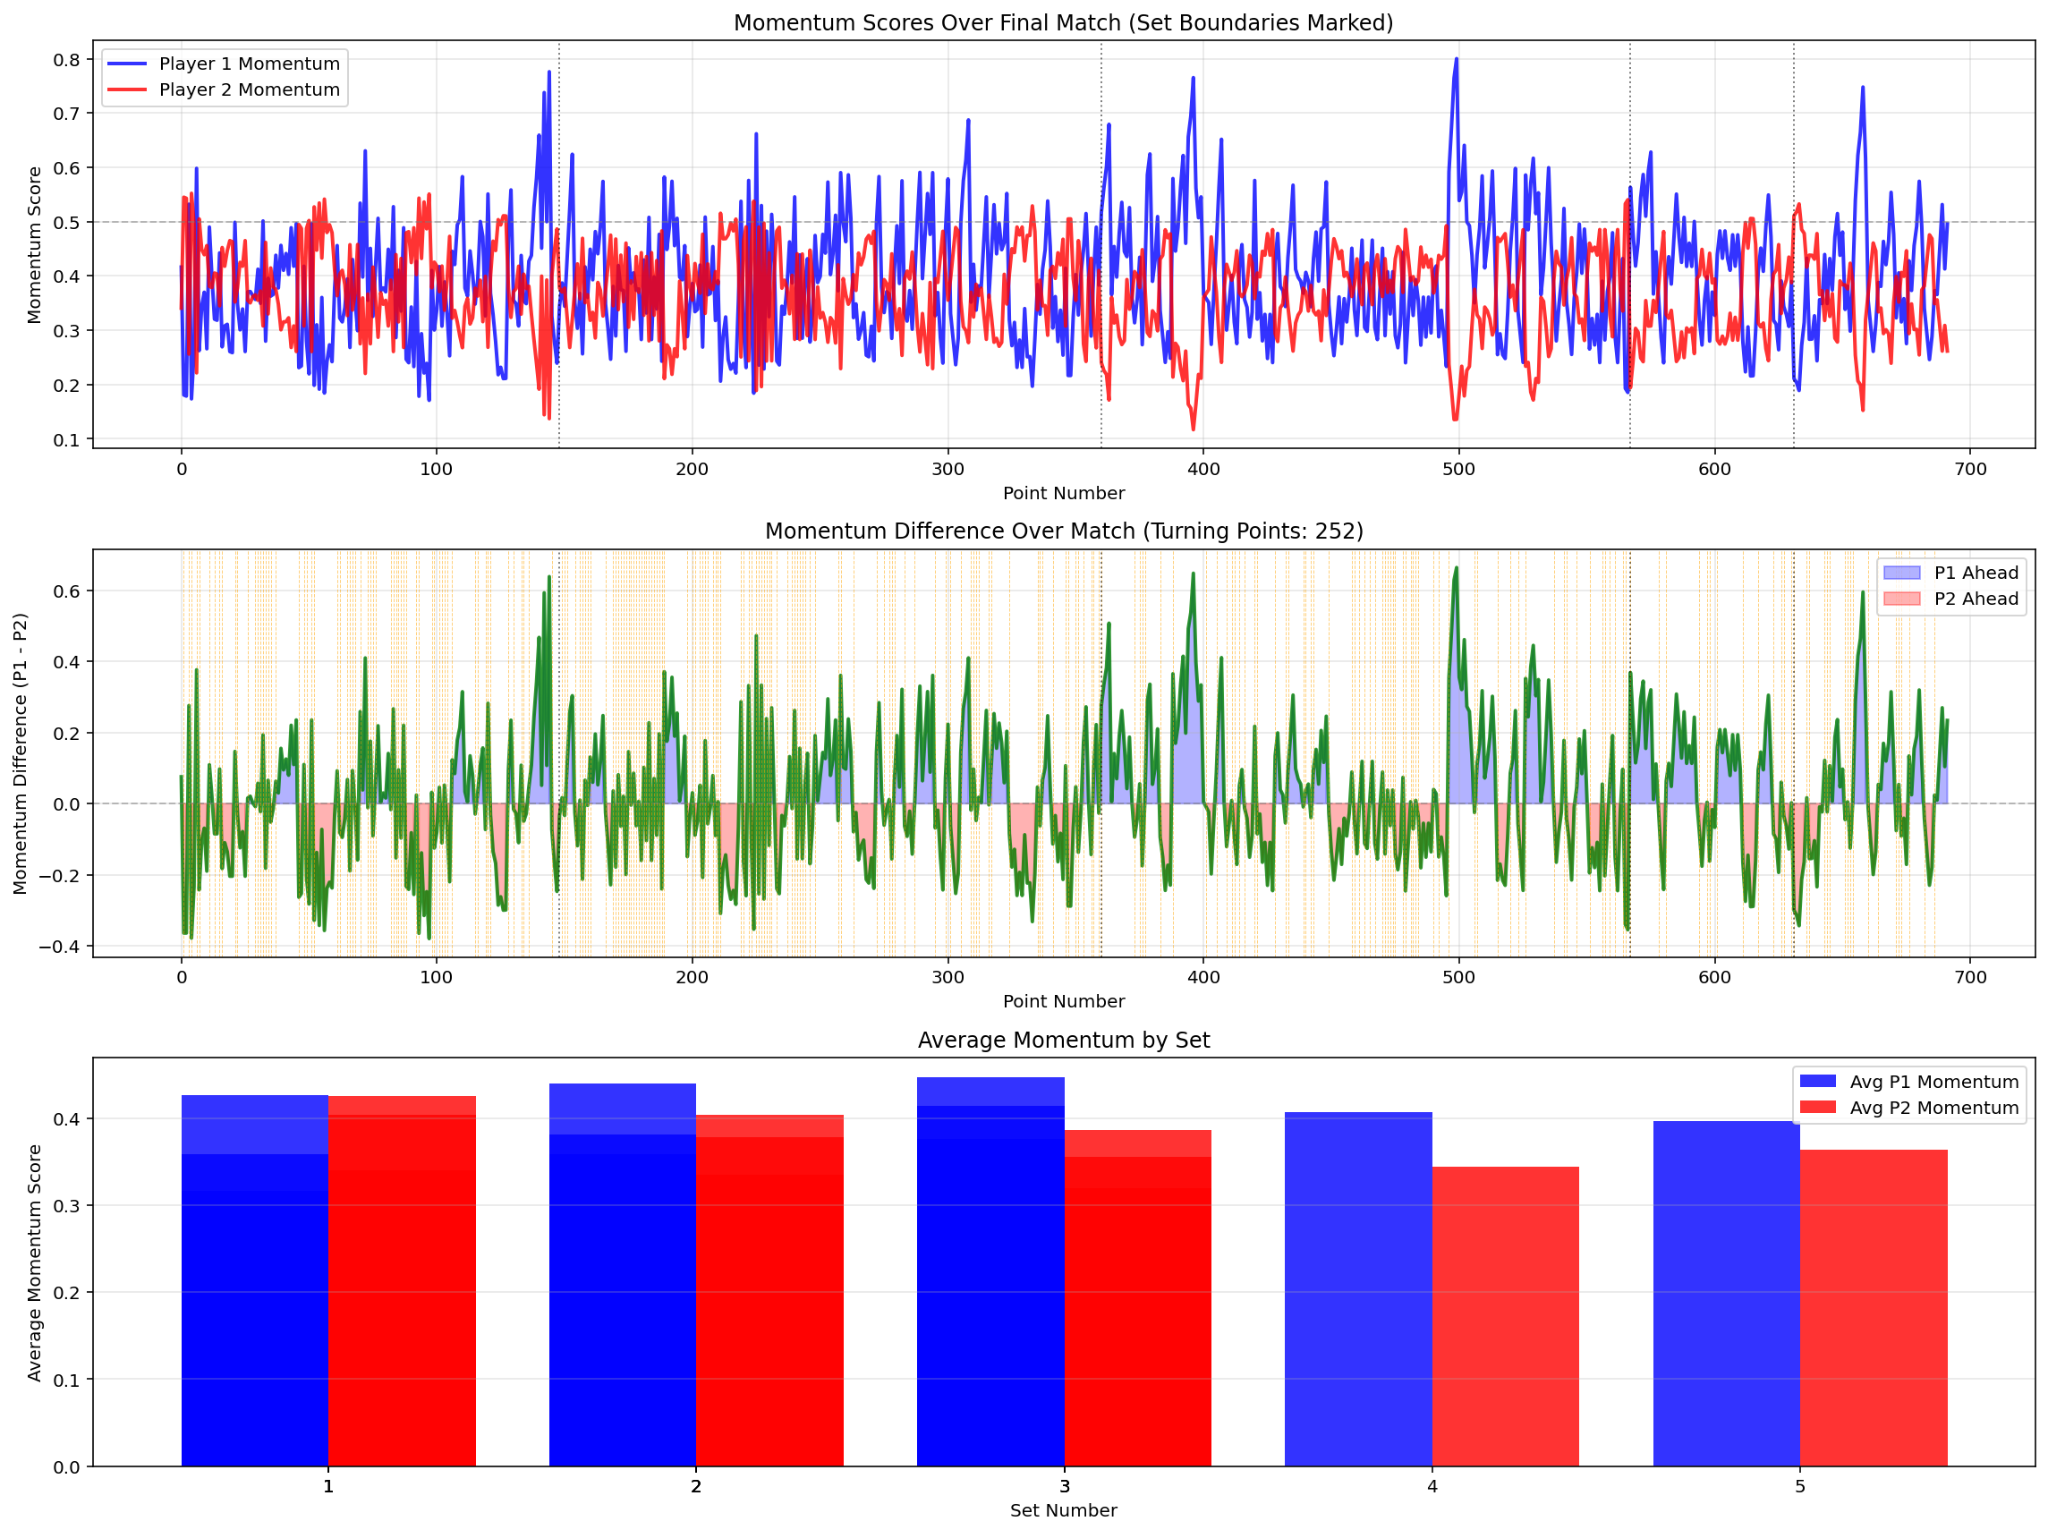 Momentum Scores Over Final Match (Set Boundaries Marked)
Player 1 Momentum
Player 2 Momentum
Momentum Score
0.8
0.7
0.6
0.5
0.4
0.3
0.2
0.1
0 100 200 300 400 500 600 700
Point Number
Momentum Difference Over Match (Turning Points: 252)
P1 Ahead
P2 Ahead
Momentum Difference (P1 - P2)
0.6
0.4
0.2
0.0
−0.2
−0.4
0 100 200 300 400 500 600 700
Point Number
Average Momentum by Set
Avg P1 Momentum
Avg P2 Momentum
Average Momentum Score
0.4
0.3
0.2
0.1
0.0
1 2 3 4 5
Set Number